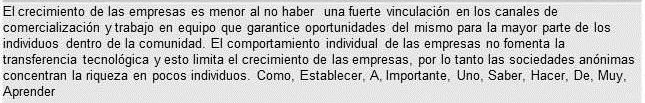 El crecimiento de las empresas es menor al no haber una fuerte vinculación en los canales de
comercialización y trabajo en equipo que garantice oportunidades del mismo para la mayor parte de los
individuos dentro de la comunidad. El comportamiento individual de las empresas no fomenta la
transferencia tecnológica y esto limita el crecimiento de las empresas, por lo tanto las sociedades anónimas
concentran la riqueza en pocos individuos. Como, Establecer, A, Importante, Uno, Saber, Hacer, De, Muy,
Aprender